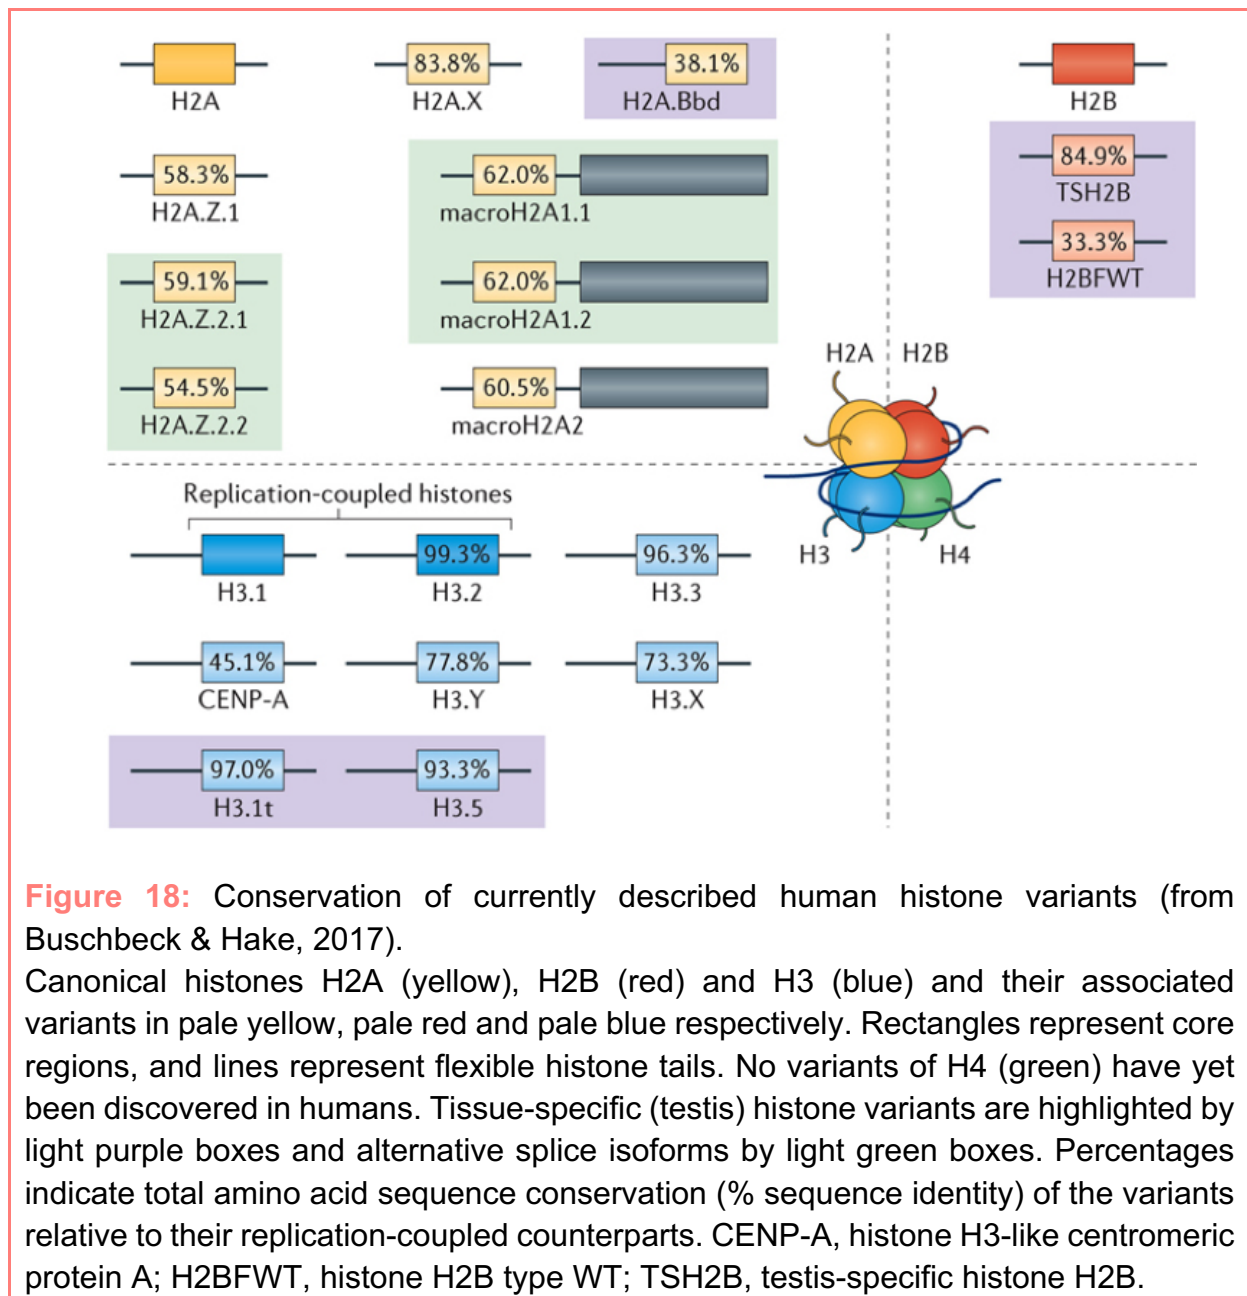 83.8%
38.1%
H2A
H2A.X
H2A.Bbd
H2B
58.3%
62.0%
84.9%
H2A.Z.1
macroH2A1.1
TSH2B
33.3%
59.1%
62.0%
H2BFWT
H2A.Z.2.1
macroH2A1.2
H2A H2B
54.5%
60.5%
H2A.Z.2.2
macroH2A2
Replication-coupled histones
99.3%
96.3%
H3 H4
H3.1
H3.2
H3.3
45.1%
77.8%
73.3%
CENP-A
H3.Y
H3.X
97.0%
93.3%
H3.1t
H3.5
Figure 18: Conservation of currently described human histone variants (from
Buschbeck & Hake, 2017).
Canonical histones H2A (yellow), H2B (red) and H3 (blue) and their associated
variants in pale yellow, pale red and pale blue respectively. Rectangles represent core
regions, and lines represent flexible histone tails. No variants of H4 (green) have yet
been discovered in humans. Tissue-specific (testis) histone variants are highlighted by
light purple boxes and alternative splice isoforms by light green boxes. Percentages
indicate total amino acid sequence conservation (% sequence identity) of the variants
relative to their replication-coupled counterparts. CENP-A, histone H3-like centromeric
protein A; H2BFWT, histone H2B type WT; TSH2B, testis-specific histone H2B.